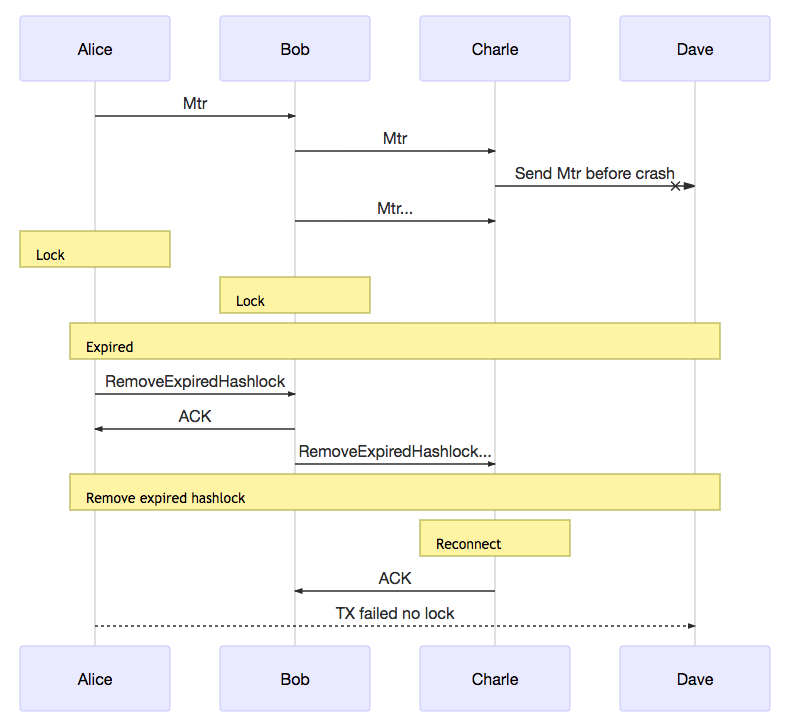 Alice
Bob
Charle
Dave
Mtr
Mtr
Send Mtr before crash
Mtr...
Lock
Lock
Expired
RemoveExpiredHashlock
ACK
RemoveExpiredHashlock...
Remove expired hashlock
Reconnect
ACK
TX failed no lock
Alice
Bob
Charle
Dave